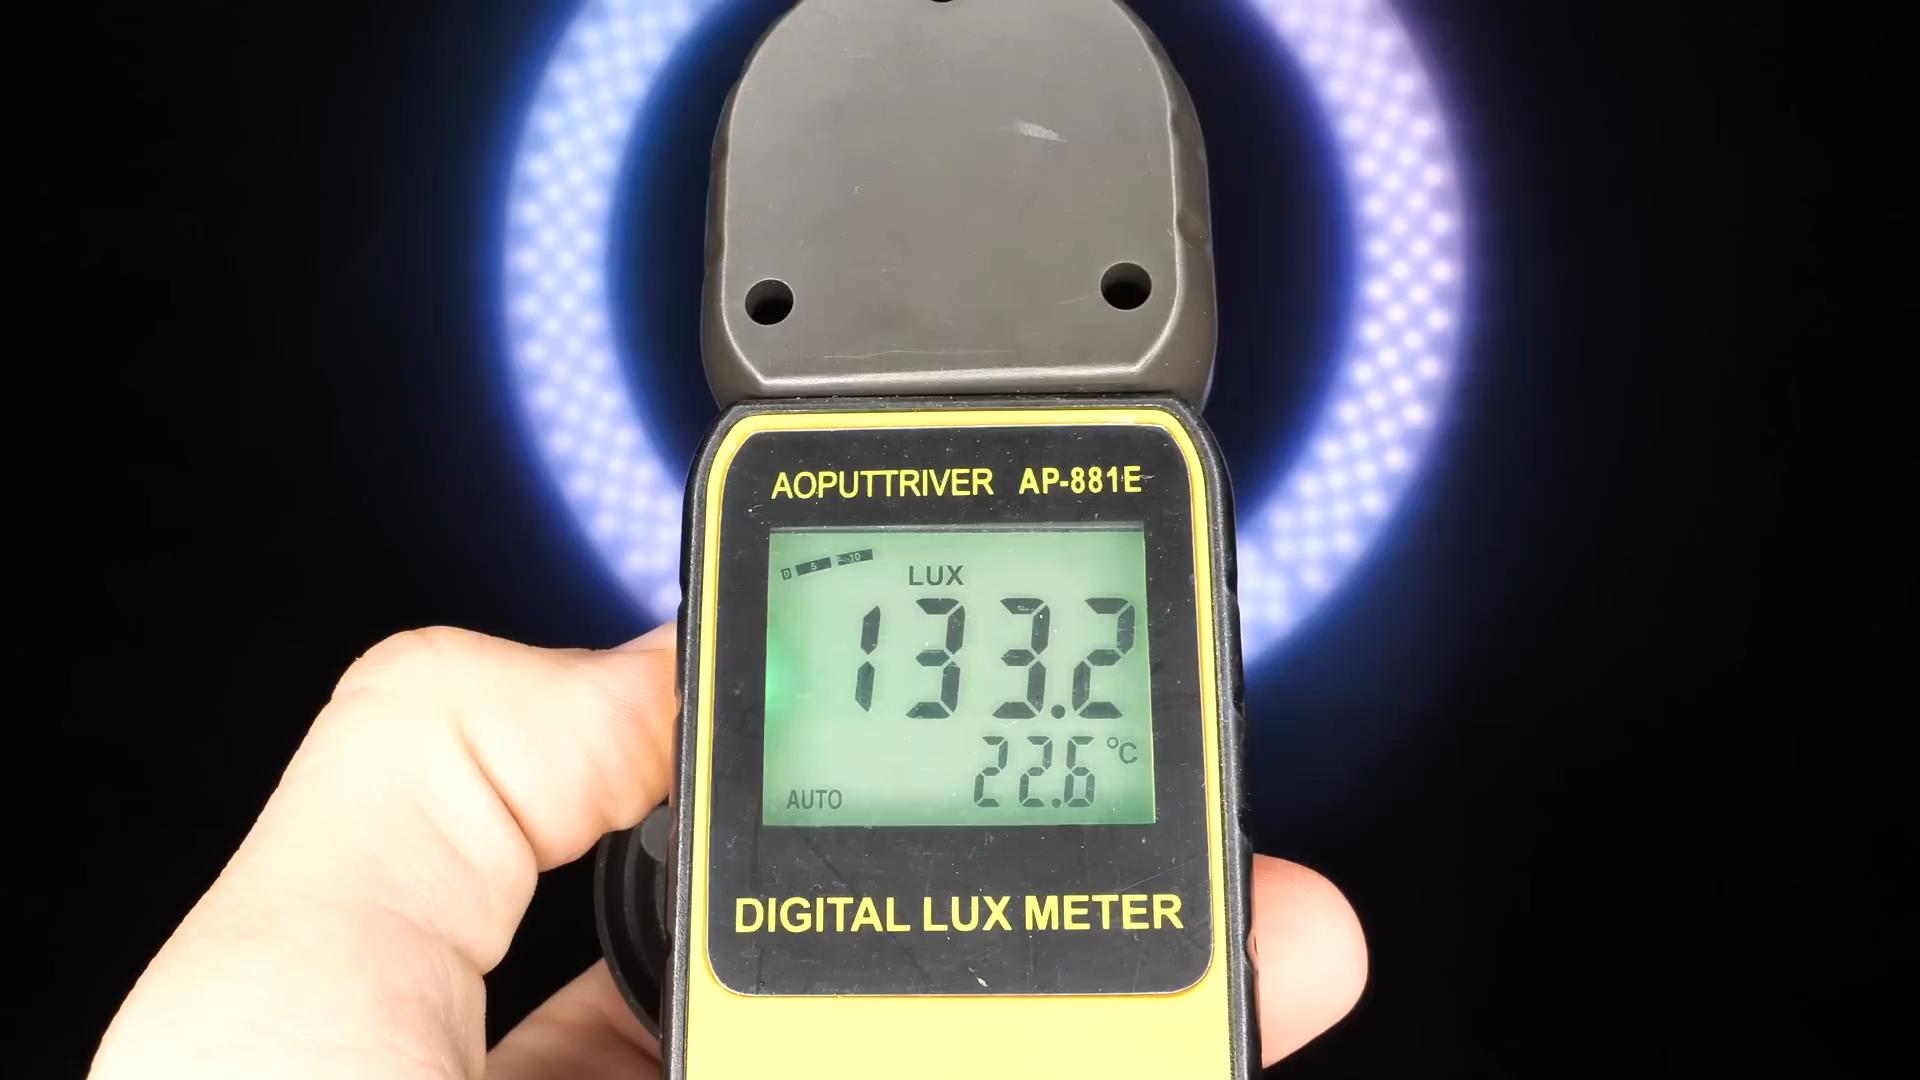 AOPUTTRIVER AP-881E
0 5 10
LUX
133.2
22.6 °C
AUTO
DIGITAL LUX METER